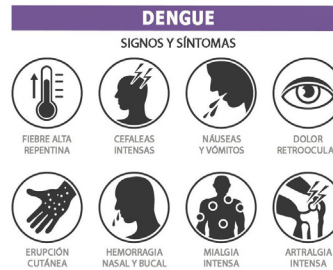 DENGUE
SIGNOS Y SÍNTOMAS
FIEBRE ALTA
REPENTINA
CEFALEAS
INTENSAS
NÁUSEAS
Y VÓMITOS
DOLOR
RETROOCULA
ERUPCIÓN
CUTÁNEA
HEMORRAGIA
NASAL Y BUCAL
MIALGIA
INTENSA
ARTRALGIA
INTENSA